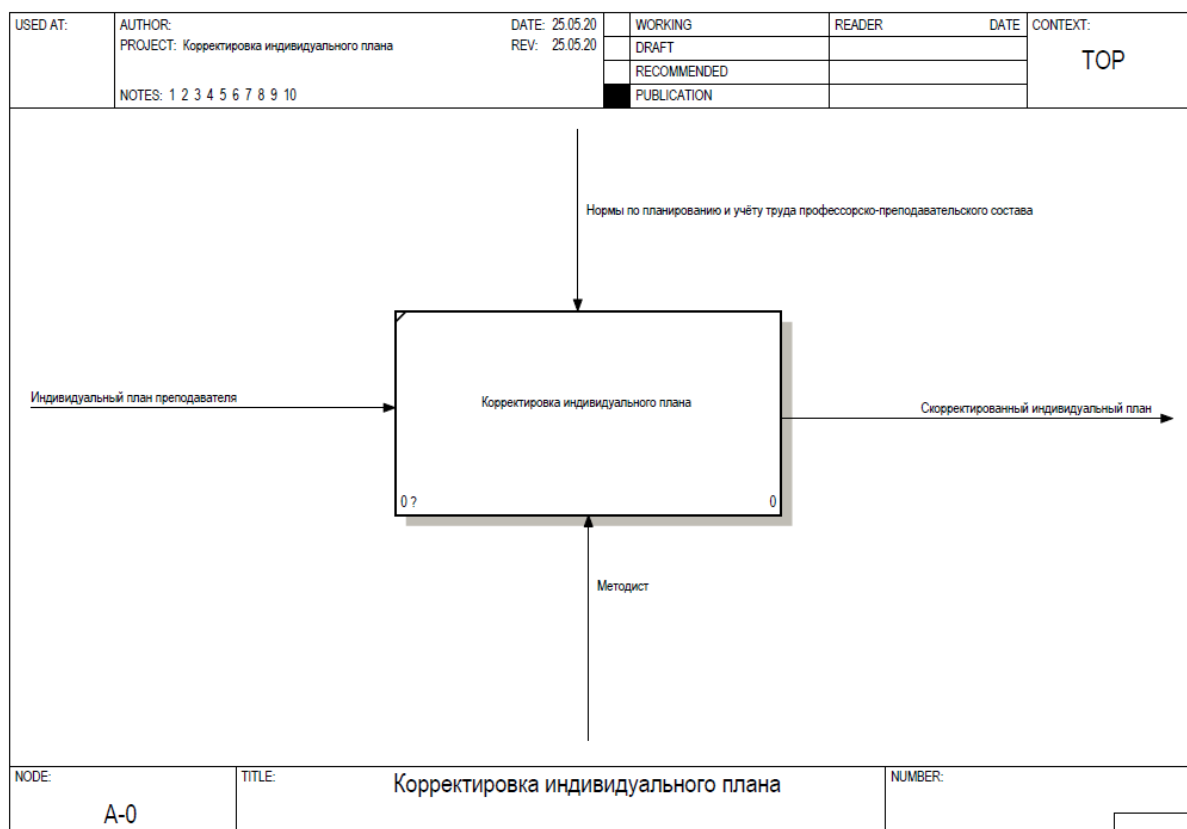 USED AT:
AUTHOR:
DATE: 25.05.20
PROJECT: Корректировка индивидуального плана
REV: 25.05.20
NOTES: 1 2 3 4 5 6 7 8 9 10
WORKING
DRAFT
RECOMMENDED
PUBLICATION
READER DATE
CONTEXT:
TOP
Нормы по планированию и учёту труда профессорско-преподавательского состава
Индивидуальный план преподавателя
Корректировка индивидуального плана
0 ?
0
Скорректированный индивидуальный план
Методист
NODE:
A-0
TITLE:
Корректировка индивидуального плана
NUMBER: